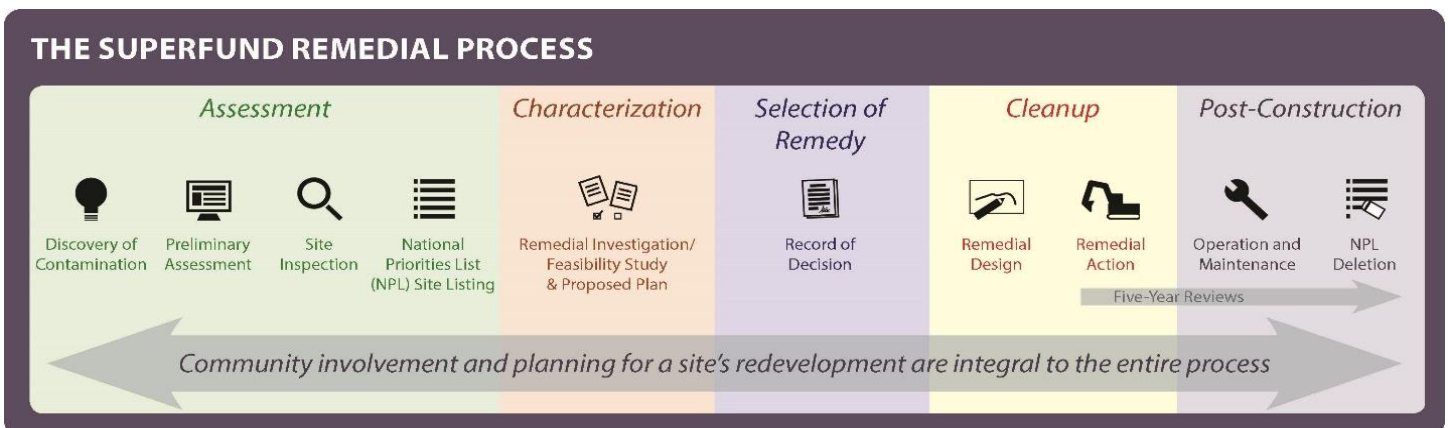 THE SUPERFUND REMEDIAL PROCESS
Assessment
Discovery of
Contamination
Preliminary
Assessment
Site
Inspection
National
Priorities List
(NPL) Site Listing
Characterization
Remedial Investigation/
Feasibility Study
& Proposed Plan
Selection of
Remedy
Record of
Decision
Cleanup
Remedial
Design
Remedial
Action
Post-Construction
Operation and
Maintenance
NPL
Deletion
Five-Year Reviews
Community involvement and planning for a site's redevelopment are integral to the entire process